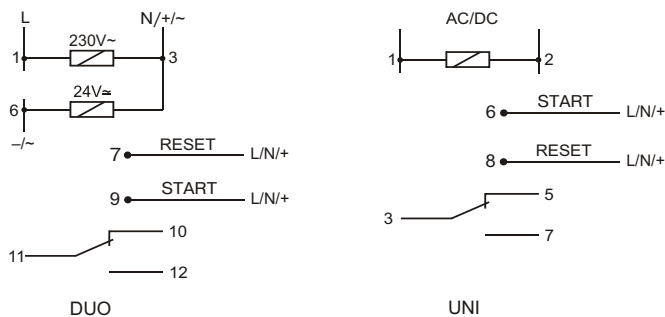 L N/+/~
230V~
1 3
24V≃
6
–/~
7 RESET L/N/+
9 START L/N/+
10
11
12
DUO
AC/DC
1 2
6 START L/N/+
8 RESET L/N/+
5
3
7
UNI